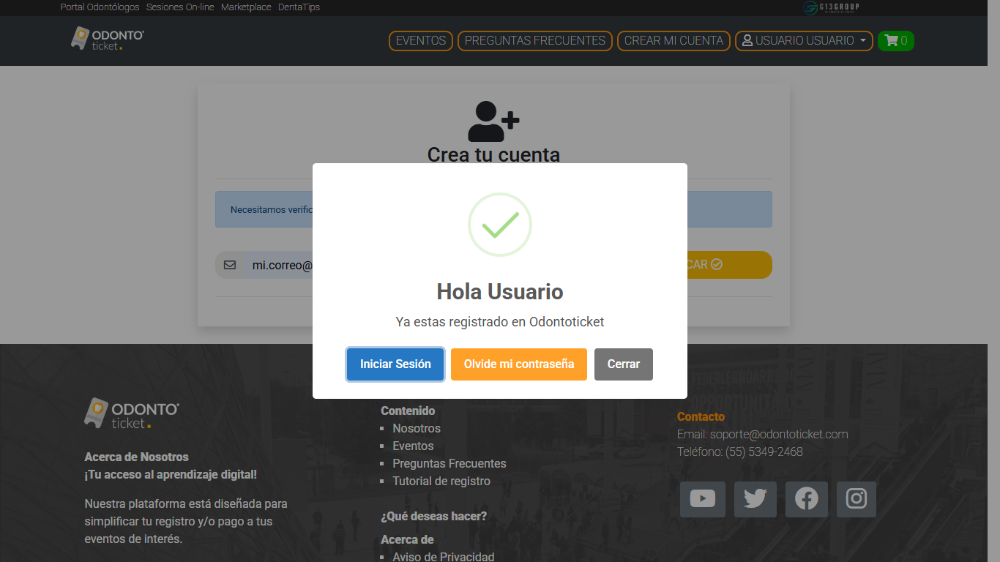 Portal Odontólogos Sesiones On-line Marketplace DentaTips
G13GROUP
ODONTO
ticket.
EVENTOS
PREGUNTAS FRECUENTES
CREAR MI CUENTA
USUARIO USUARIO
0
Crea tu cuenta
Necesitamos verific
mi.correo@
CAR
Hola Usuario
Ya estas registrado en Odontoticket
Iniciar Sesión
Olvide mi contraseña
Cerrar
ODONTO
ticket.
Acerca de Nosotros
¡Tu acceso al aprendizaje digital!
Nuestra plataforma está diseñada para
simplificar tu registro y/o pago a tus
eventos de interés.
Contenido
Nosotros
Eventos
Preguntas Frecuentes
Tutorial de registro
¿Qué deseas hacer?
Acerca de
Aviso de Privacidad
Contacto
Email: soporte@odontoticket.com
Teléfono: (55) 5349-2468